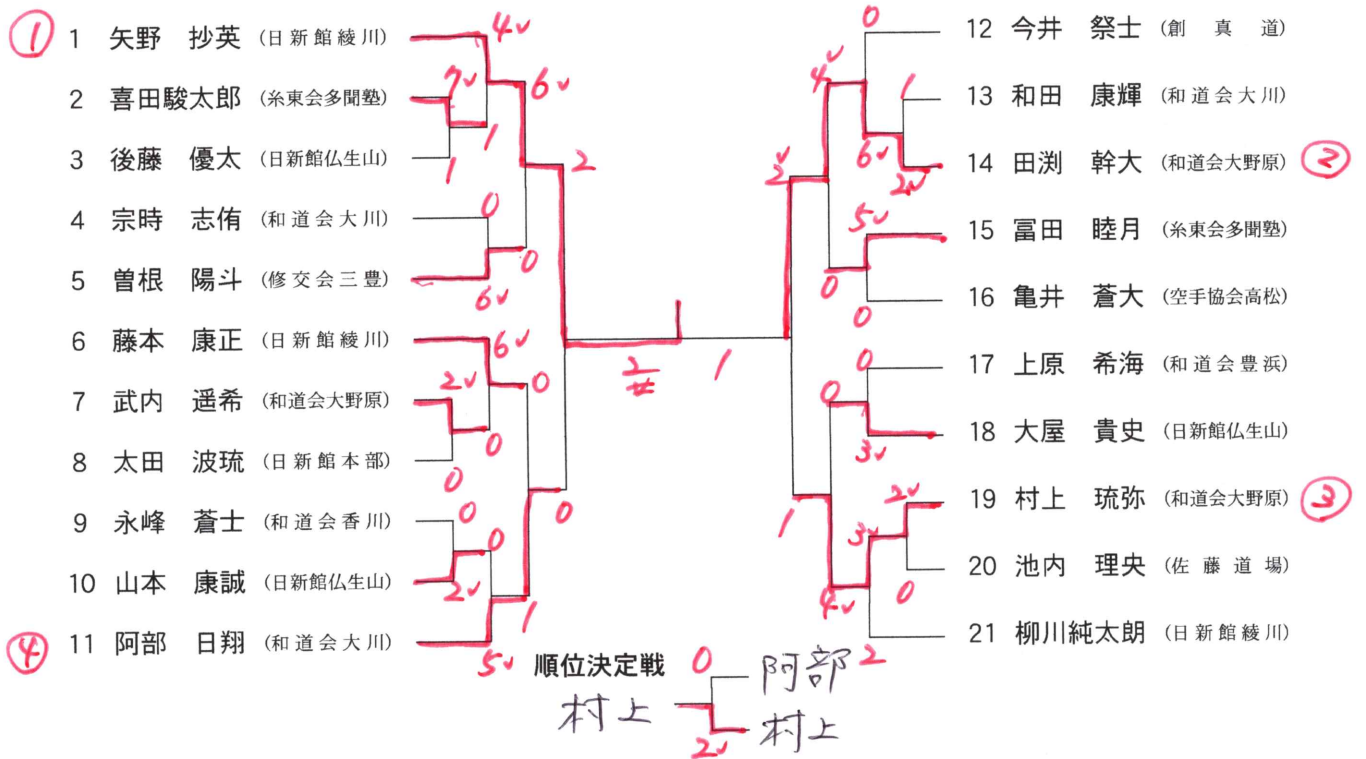 ① 1 矢野 抄英 (日新館綾川)
2 喜田駿太郎 (糸東会多聞塾)
3 後藤 優太 (日新館仏生山)
4 宗時 志侑 (和道会大川)
5 曽根 陽斗 (修交会三豊)
6 藤本 康正 (日新館綾川)
7 武内 遥希 (和道会大野原)
8 太田 波琉 (日新館本部)
9 永峰 蒼士 (和道会香川)
10 山本 康誠 (日新館仏生山)
④ 11 阿部 日翔 (和道会大川)
4✓
7✓
1
1
6✓
0
6✓
0
2
6✓
2✓
0
0
0
0
2✓
0
5✓
1
0
2
1
12 今井 祭士 (創真道)
13 和田 康輝 (和道会大川)
14 田渕 幹大 (和道会大野原) ②
15 冨田 睦月 (糸東会多聞塾)
16 亀井 蒼大 (空手協会高松)
17 上原 希海 (和道会豊浜)
18 大屋 貴史 (日新館仏生山)
19 村上 琉弥 (和道会大野原) ③
20 池内 理央 (佐藤道場)
21 柳川純太朗 (日新館綾川)
0
4✓
1
6✓
2✓
2✓
5✓
0
0
0
0
3✓
2✓
3✓
0
1
4✓
2
順位決定戦
0 阿部
村上
2✓ 村上